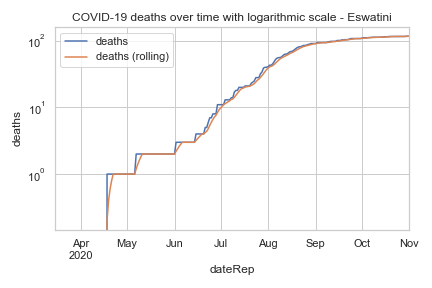 COVID-19 deaths over time with logarithmic scale - Eswatini
deaths
deaths (rolling)
10²
10¹
10⁰
deaths
Apr
2020
May
Jun
Jul
Aug
Sep
Oct
Nov
dateRep